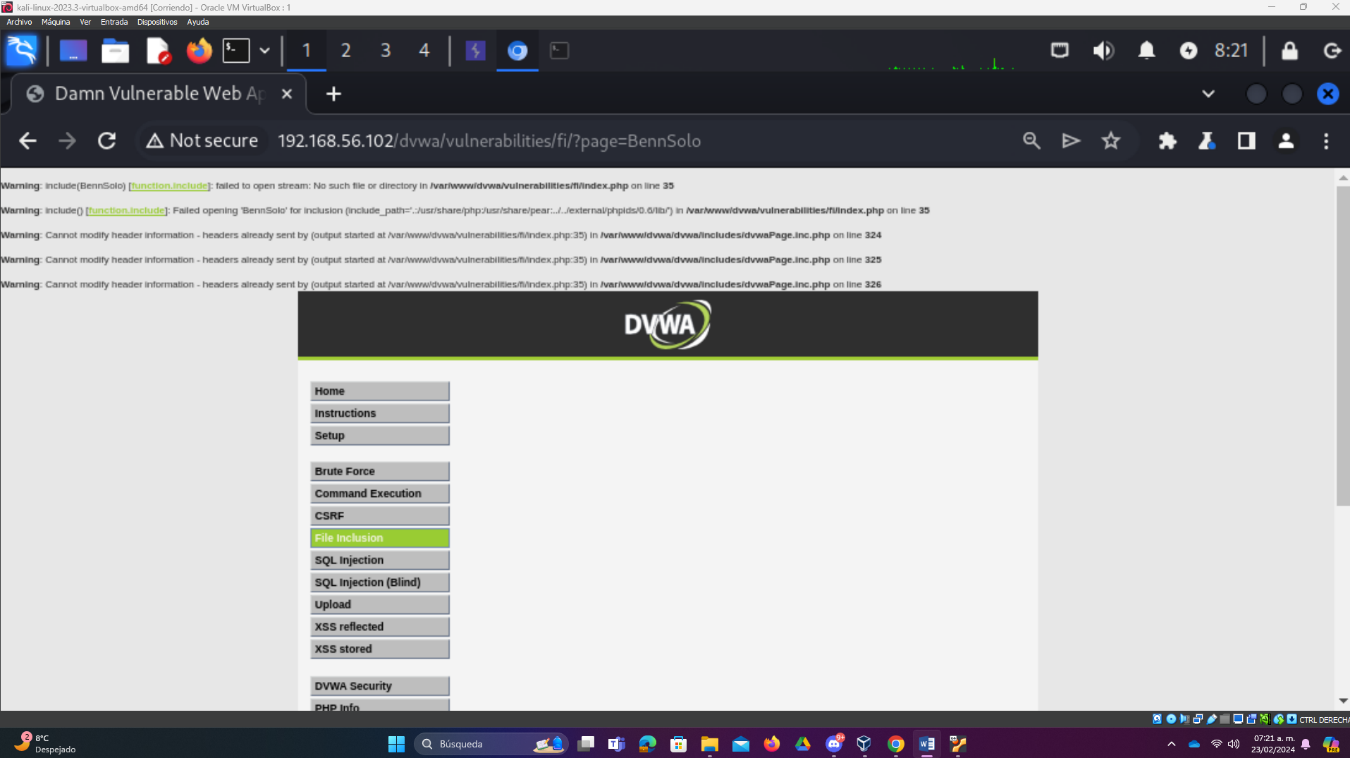 kali-linux-2023.3-virtualbox-amd64 [Corriendo] - Oracle VM VirtualBox : 1
Archivo Máquina Ver Entrada Dispositivos Ayuda
1 2 3 4 8:21
Damn Vulnerable Web Ap
Not secure 192.168.56.102/dvwa/vulnerabilities/fi/?page=BennSolo
Warning: include(BennSolo) [function.include]: failed to open stream: No such file or directory in /var/www/dvwa/vulnerabilities/fi/index.php on line 35
Warning: include() [function.include]: Failed opening 'BennSolo' for inclusion (include_path='.:/usr/share/php:/usr/share/pear:../../external/phpids/0.6/lib/') in /var/www/dvwa/vulnerabilities/fi/index.php on line 35
Warning: Cannot modify header information - headers already sent by (output started at /var/www/dvwa/vulnerabilities/fi/index.php:35) in /var/www/dvwa/dvwa/includes/dvwaPage.inc.php on line 324
Warning: Cannot modify header information - headers already sent by (output started at /var/www/dvwa/vulnerabilities/fi/index.php:35) in /var/www/dvwa/dvwa/includes/dvwaPage.inc.php on line 325
Warning: Cannot modify header information - headers already sent by (output started at /var/www/dvwa/vulnerabilities/fi/index.php:35) in /var/www/dvwa/dvwa/includes/dvwaPage.inc.php on line 326
DVWA
Home
Instructions
Setup
Brute Force
Command Execution
CSRF
File Inclusion
SQL Injection
SQL Injection (Blind)
Upload
XSS reflected
XSS stored
DVWA Security
PHP Info
CTRL DERECHA
2
8°C
Despejado
Búsqueda
07:21 a. m.
23/02/2024